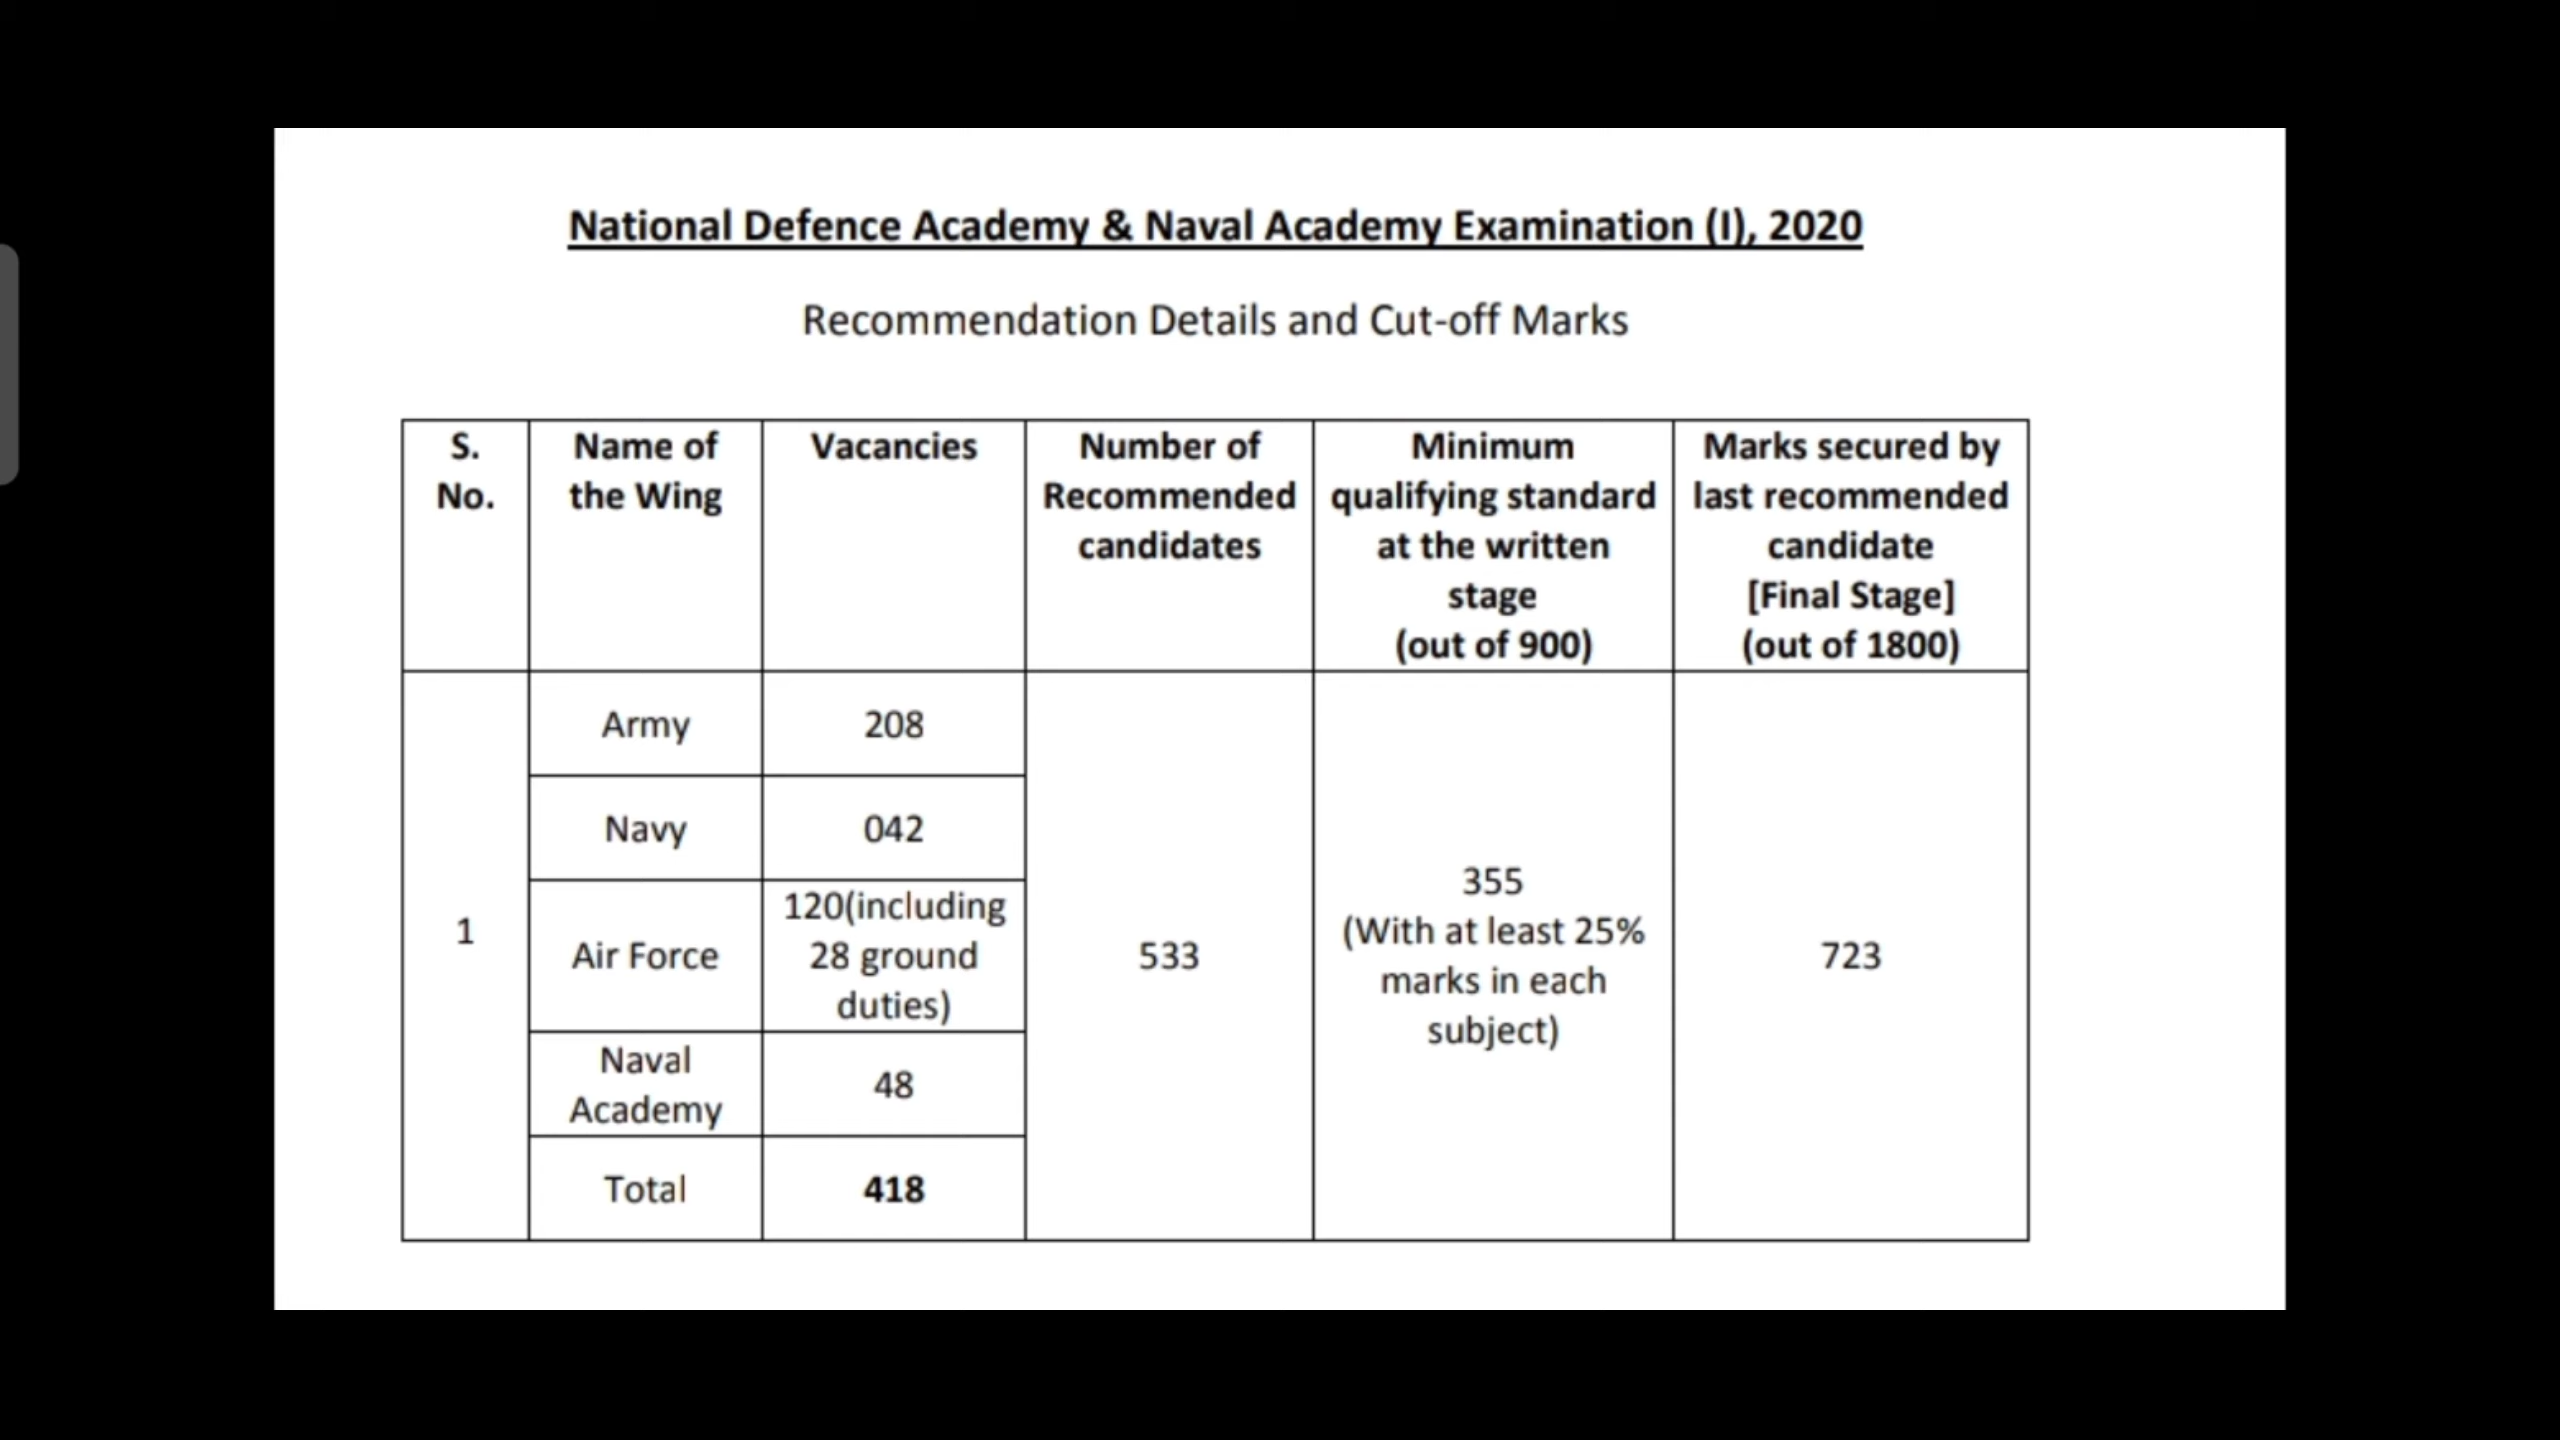 National Defence Academy & Naval Academy Examination (I), 2020
Recommendation Details and Cut-off Marks
S.
No.
Name of
the Wing
Vacancies
Number of
Recommended
candidates
Minimum
qualifying standard
at the written
stage
(out of 900)
Marks secured by
last recommended
candidate
[Final Stage]
(out of 1800)
1
Army
208
Navy
042
Air Force
120(including
28 ground
duties)
Naval
Academy
48
Total
418
533
355
(With at least 25%
marks in each
subject)
723